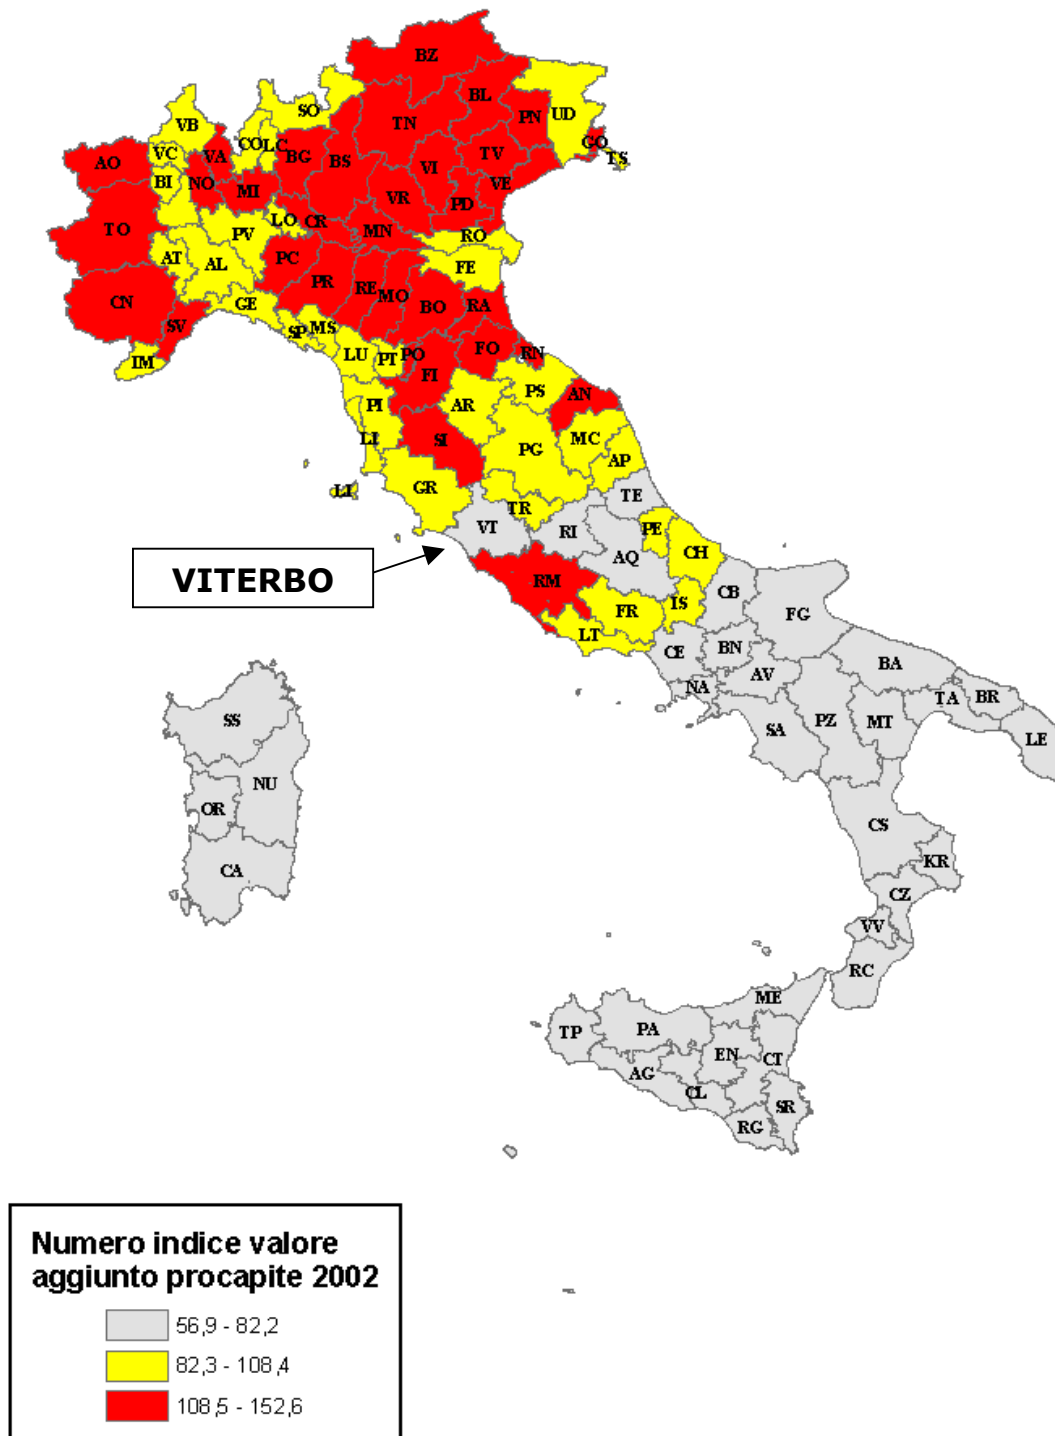 BZ
BL
SO
TN
PN
UD
VB
CO
LC
GO
TS
VC
VA
BG
BS
VI
TV
AO
BI
NO
MI
VR
PD
VE
LO
CR
MN
RO
TO
PV
AT
AL
PC
FE
PR
RE
MO
BO
RA
CN
GE
SV
SP
MS
FO
RN
IM
LU
PT
PO
FI
PS
AN
PI
AR
LI
SI
PG
MC
AP
LI
GR
TR
TE
VT
RI
PE
CH
AQ
VITERBO
RM
FR
IS
CB
FG
LT
CE
BN
BA
NA
AV
TA
BR
SS
SA
PZ
MT
LE
NU
OR
CS
CA
KR
CZ
VV
RC
ME
TP
PA
EN
CT
AG
CL
SR
RG
Numero indice valore
aggiunto procapite 2002
56,9 - 82,2
82,3 - 108,4
108,5 - 152,6